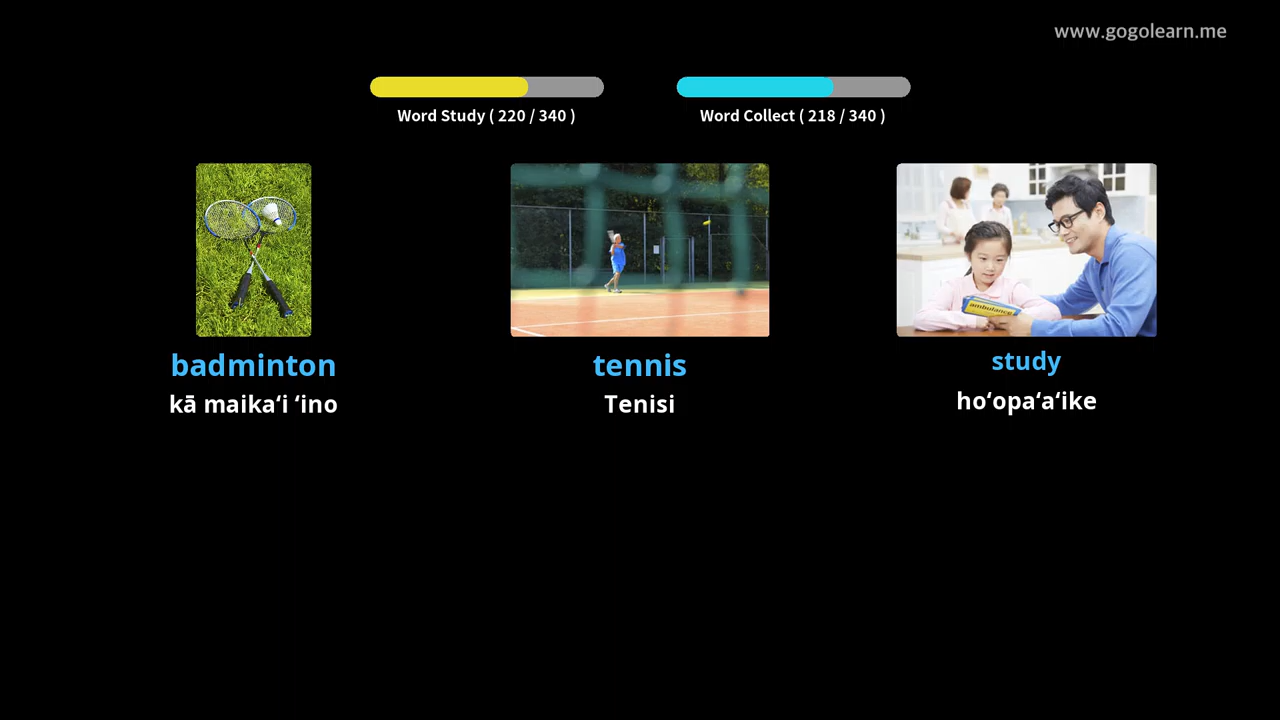 www.gogolearn.me
Word Study ( 220 / 340 )
Word Collect ( 218 / 340 )
ambulance
badminton
tennis
study
kā maikaʻi ʻino
Tenisi
hoʻopaʻaʻike